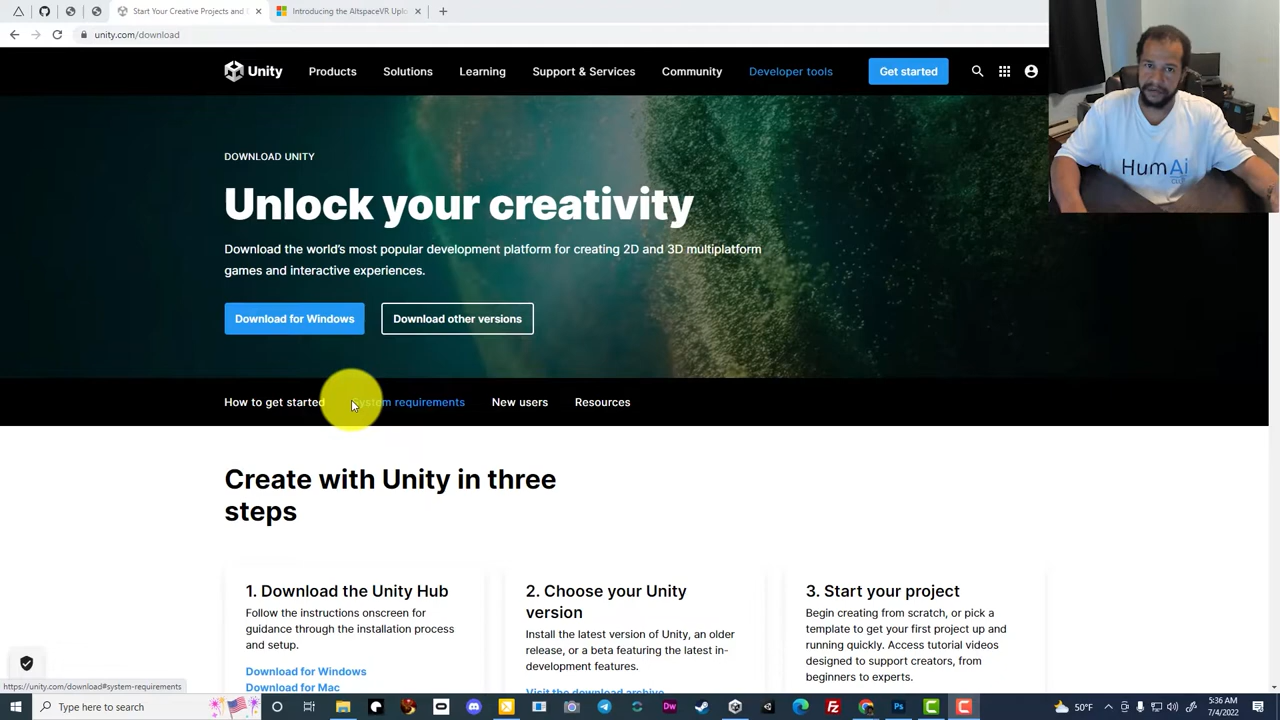 Start Your Creative Projects and D
Introducing the AltspaceVR Uplo
unity.com/download
Unity
Products
Solutions
Learning
Support & Services
Community
Developer tools
Get started
HumAi
DOWNLOAD UNITY
Unlock your creativity
Download the world's most popular development platform for creating 2D and 3D multiplatform
games and interactive experiences.
Download for Windows
Download other versions
How to get started
System requirements
New users
Resources
Create with Unity in three
steps
1. Download the Unity Hub
Follow the instructions onscreen for
guidance through the installation process
and setup.
Download for Windows
Download for Mac
2. Choose your Unity
version
Install the latest version of Unity, an older
release, or a beta featuring the latest in-
development features.
Visit the download archive
3. Start your project
Begin creating from scratch, or pick a
template to get your first project up and
running quickly. Access tutorial videos
designed to support creators, from
beginners to experts.
https://unity.com/download#system-requirements
Type here to search
50°F
5:36 AM
7/4/2022